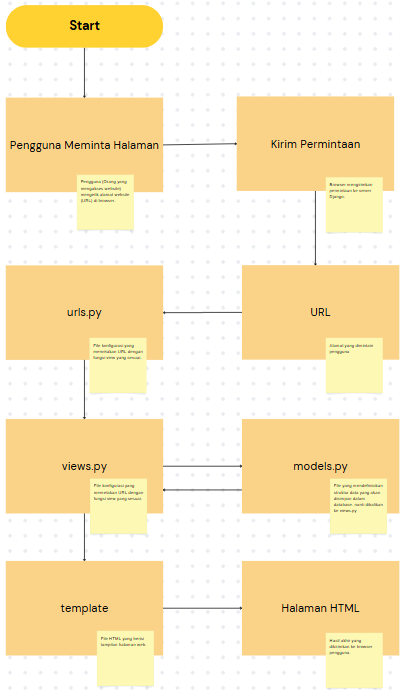 Start
Pengguna Meminta Halaman
Kirim Permintaan
Pengguna (Orang yang
mengakses website)
mengetik alamat website
(URL) di browser.
Browser mengirimkan
permintaan ke server
Django.
urls.py
URL
File konfigurasi yang
memetakan URL dengan
fungsi view yang sesuai.
Alamat yang diminta
pengguna
views.py
models.py
File konfigurasi yang
memetakan URL dengan
fungsi view yang sesuai.
File yang mendefinisikan
struktur data yang akan
disimpan dalam
database, nanti dibalikan
ke views.py
template
Halaman HTML
File HTML yang berisi
tampilan halaman web.
Hasil akhir yang
dikirimkan ke browser
pengguna.